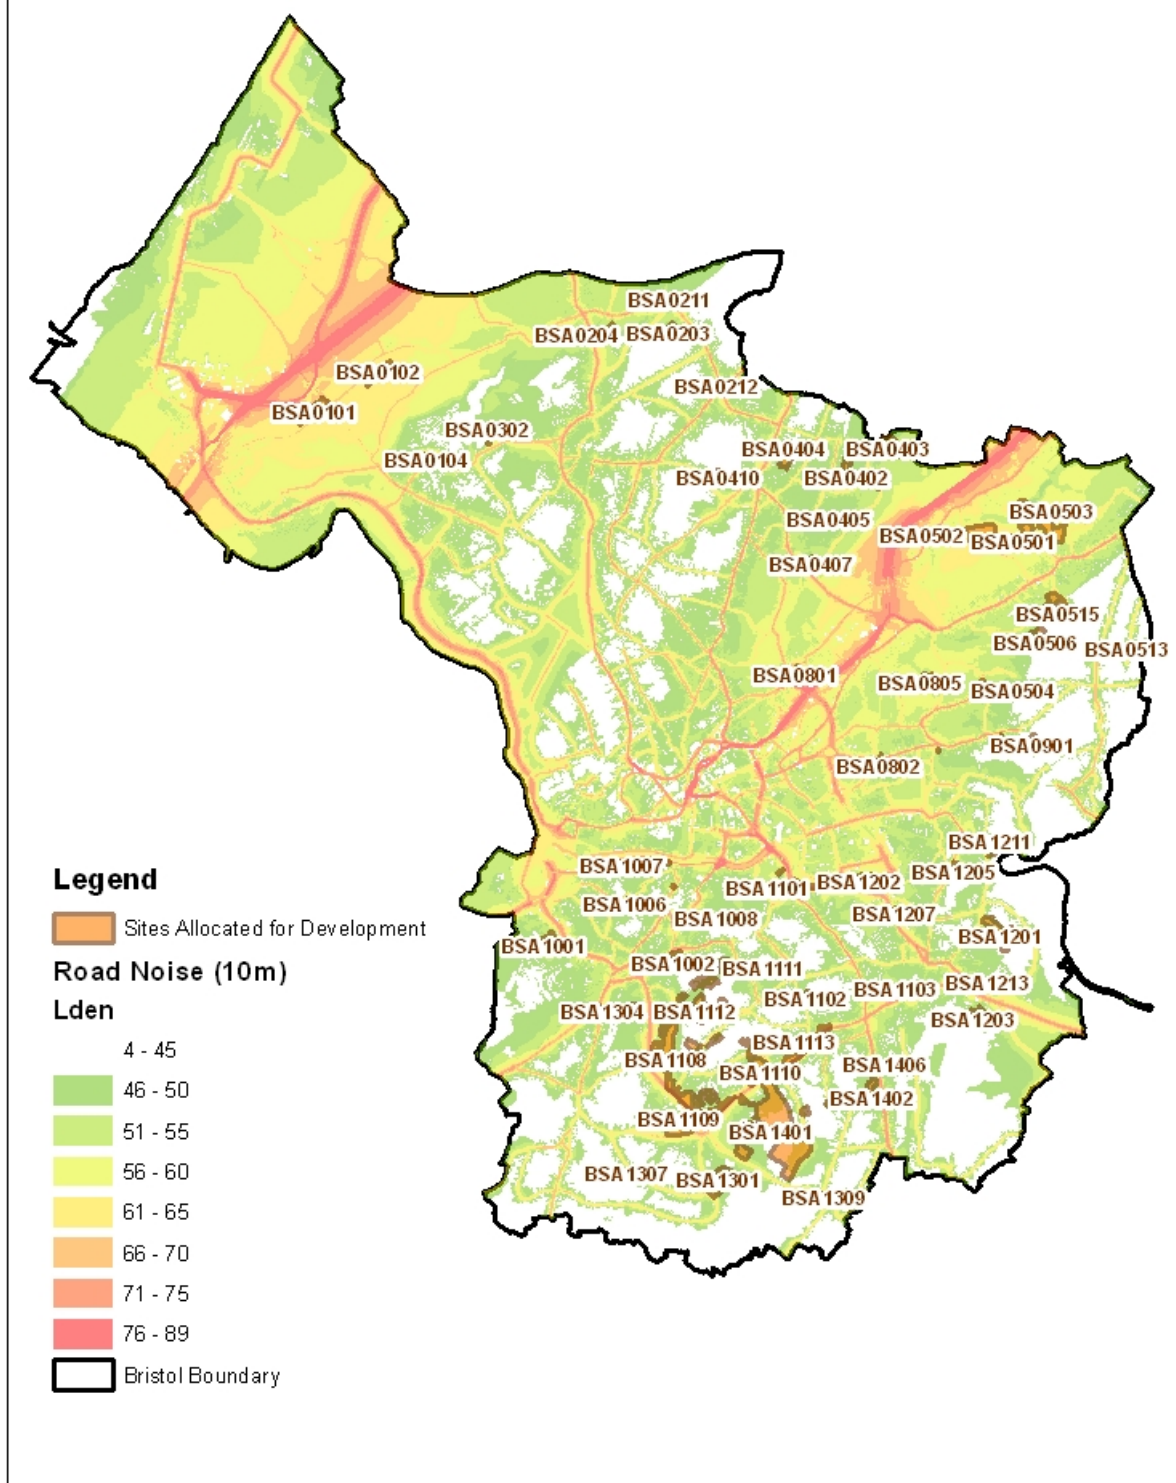 BSA0211
BSA0204 BSA0203
BSA0102
BSA0212
BSA0101
BSA0302
BSA0104
BSA0404 BSA0403
BSA0410 BSA0402
BSA0405
BSA0503
BSA0502 BSA0501
BSA0407
BSA0515
BSA0506 BSA0513
BSA0801
BSA0805 BSA0504
BSA0901
BSA0802
BSA1211
BSA1007
BSA1101 BSA1202 BSA1205
BSA1006
BSA1008 BSA1207
BSA1001 BSA1201
BSA1002 BSA1111
BSA1103 BSA1213
BSA1304 BSA1112 BSA1102
BSA1203
BSA1113
BSA1108 BSA1406
BSA1110
BSA1402
BSA1109
BSA1401
BSA1307 BSA1301
BSA1309
Legend
Sites Allocated for Development
Road Noise (10m)
Lden
4 - 45
46 - 50
51 - 55
56 - 60
61 - 65
66 - 70
71 - 75
76 - 89
Bristol Boundary